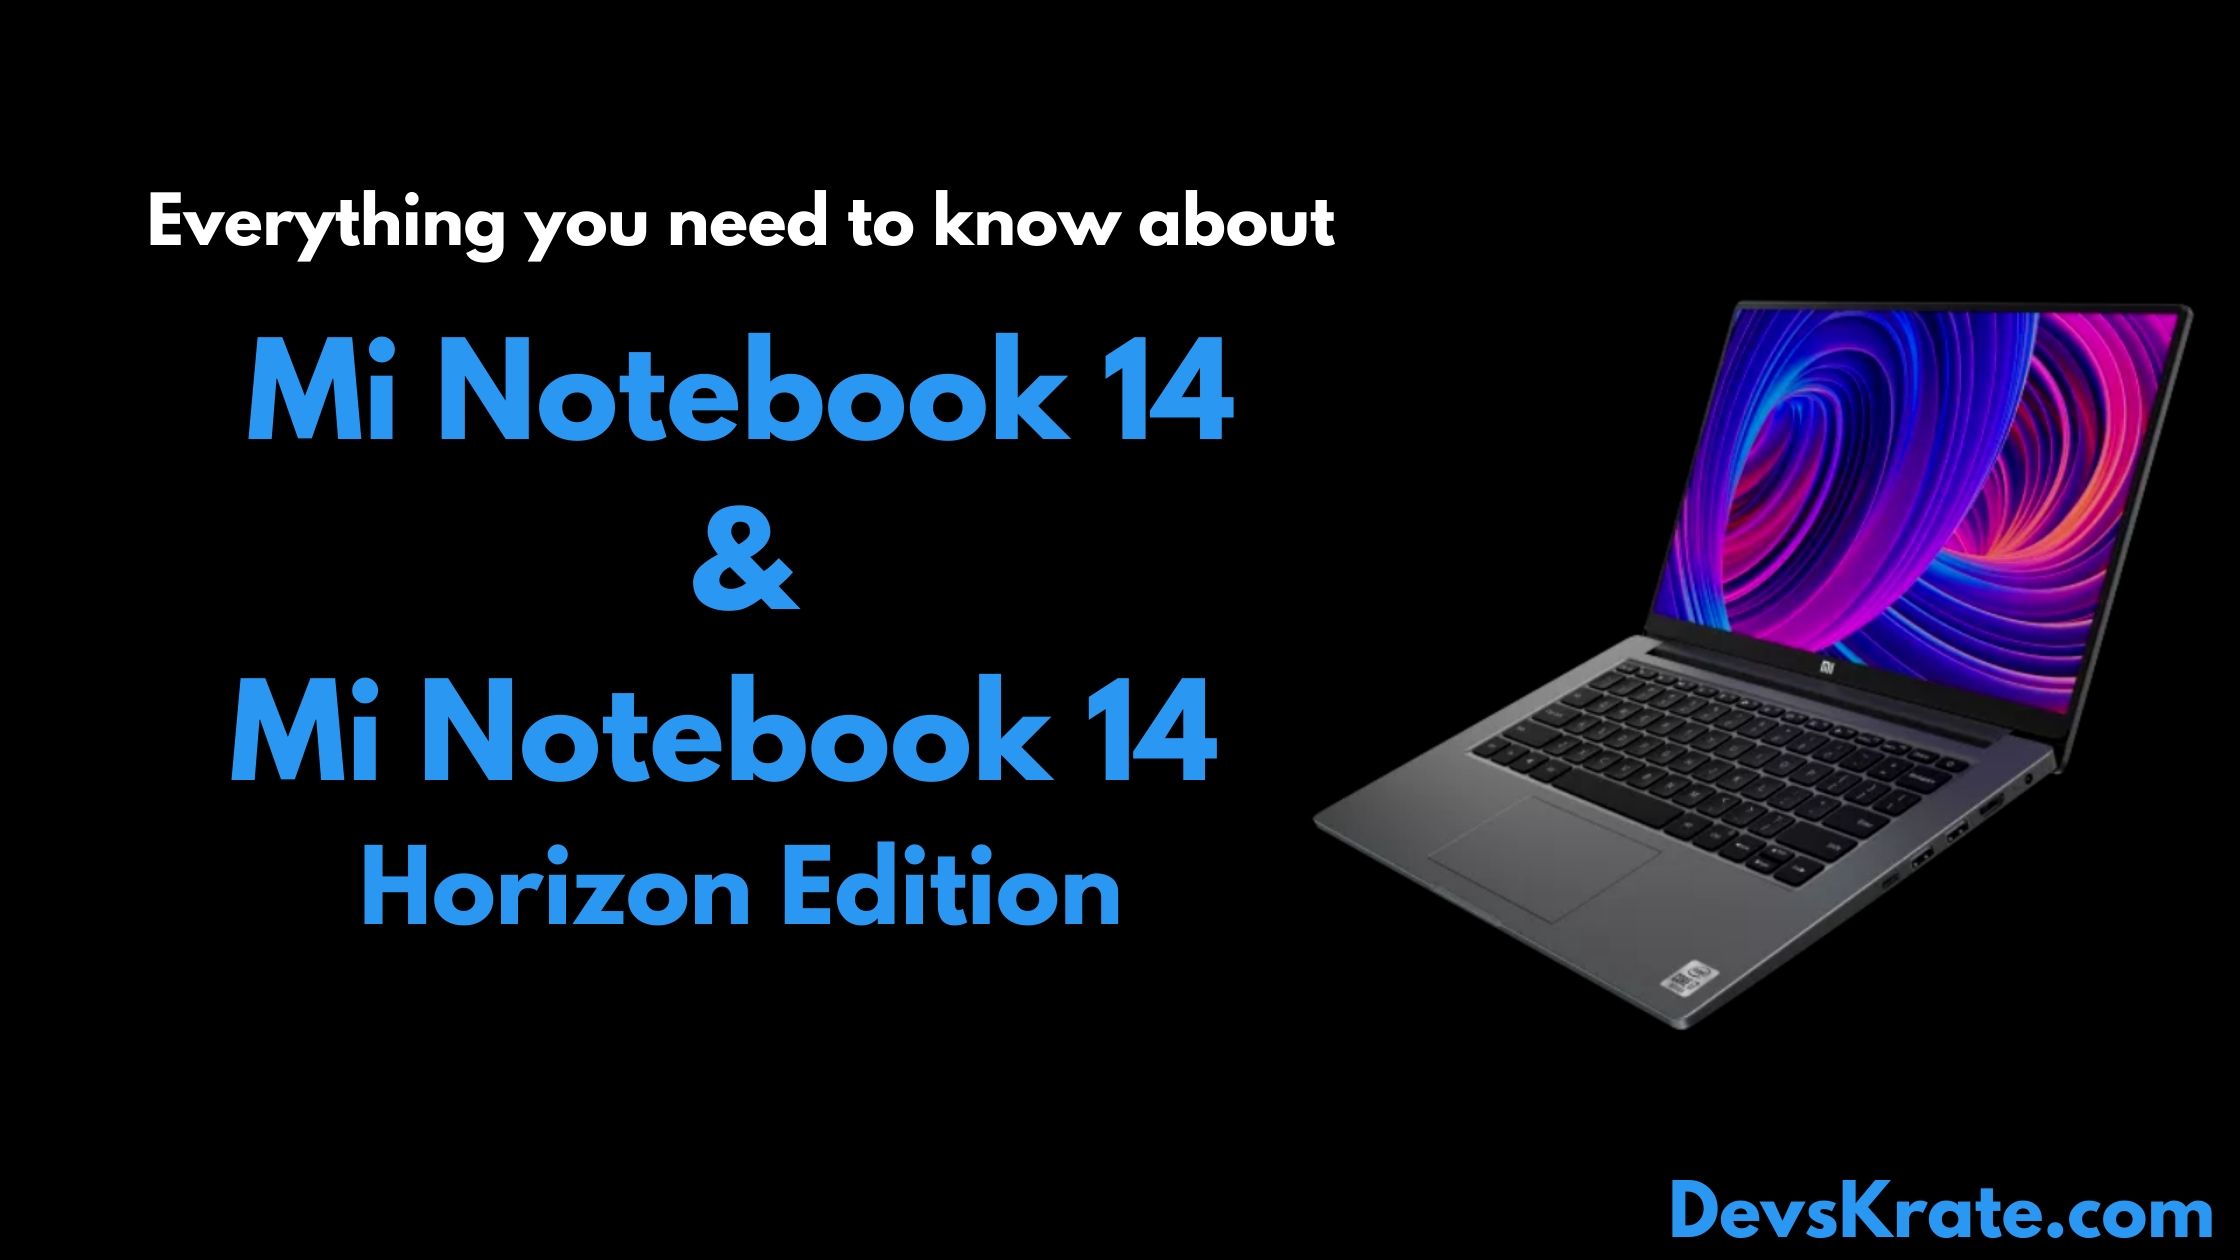 Everything you need to know about
Mi Notebook 14
&
Mi Notebook 14
Horizon Edition
DevsKrate.com